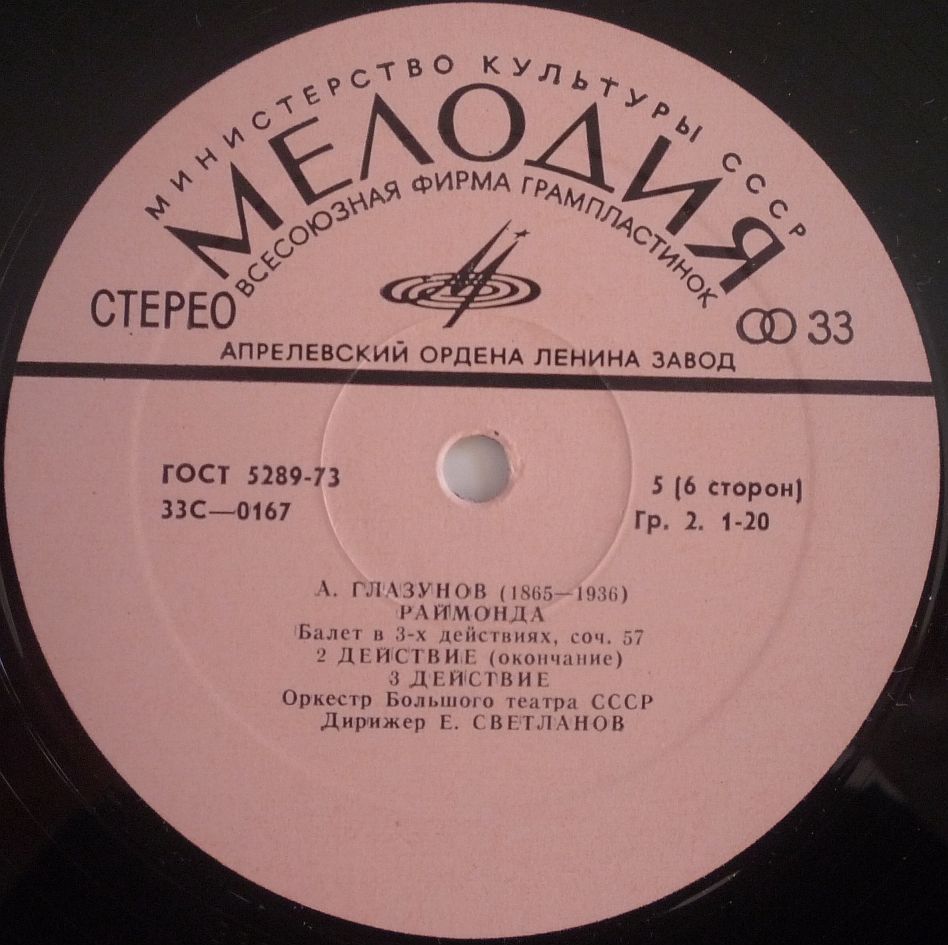 МИНИСТЕРСТВО КУЛЬТУРЫ СССР
МЕЛОДИЯ
ВСЕСОЮЗНАЯ ФИРМА ГРАМПЛАСТИНОК
СТЕРЕО
33
АПРЕЛЕВСКИЙ ОРДЕНА ЛЕНИНА ЗАВОД
ГОСТ 5289-73
33С—0167
5 (6 сторон)
Гр. 2. 1-20
А. ГЛАЗУНОВ (1865—1936)
РАЙМОНДА
Балет в 3-х действиях, соч. 57
2 ДЕЙСТВИЕ (окончание)
3 ДЕЙСТВИЕ
Оркестр Большого театра СССР
Дирижер Е. СВЕТЛАНОВ